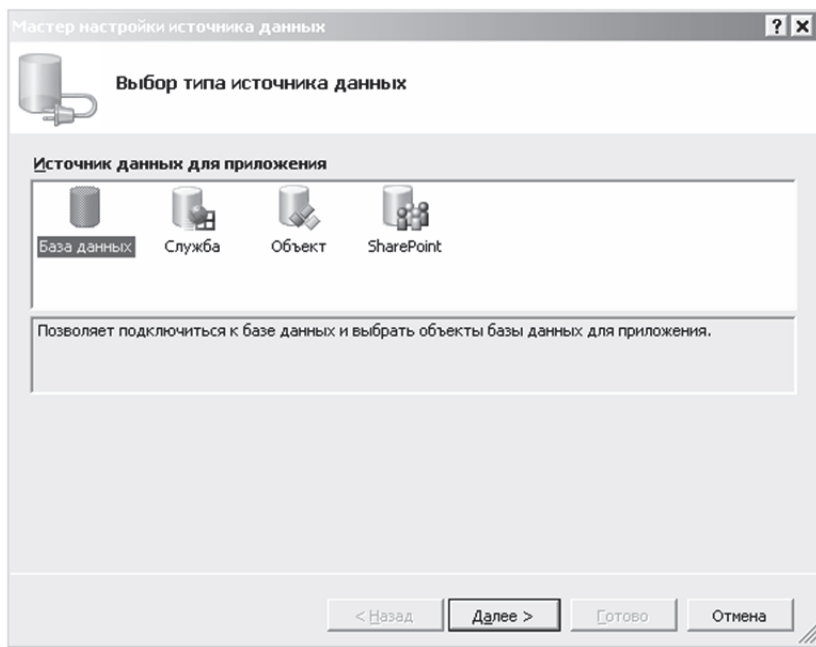 Мастер настройки источника данных
Выбор типа источника данных
Источник данных для приложения
База данных Служба Объект SharePoint
Позволяет подключиться к базе данных и выбрать объекты базы данных для приложения.
< Назад Далее > Готово Отмена